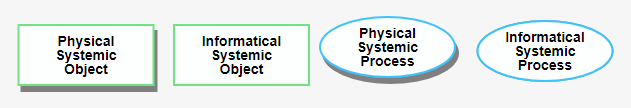 Physical
Systemic
Object
Informatical
Systemic
Object
Physical
Systemic
Process
Informatical
Systemic
Process